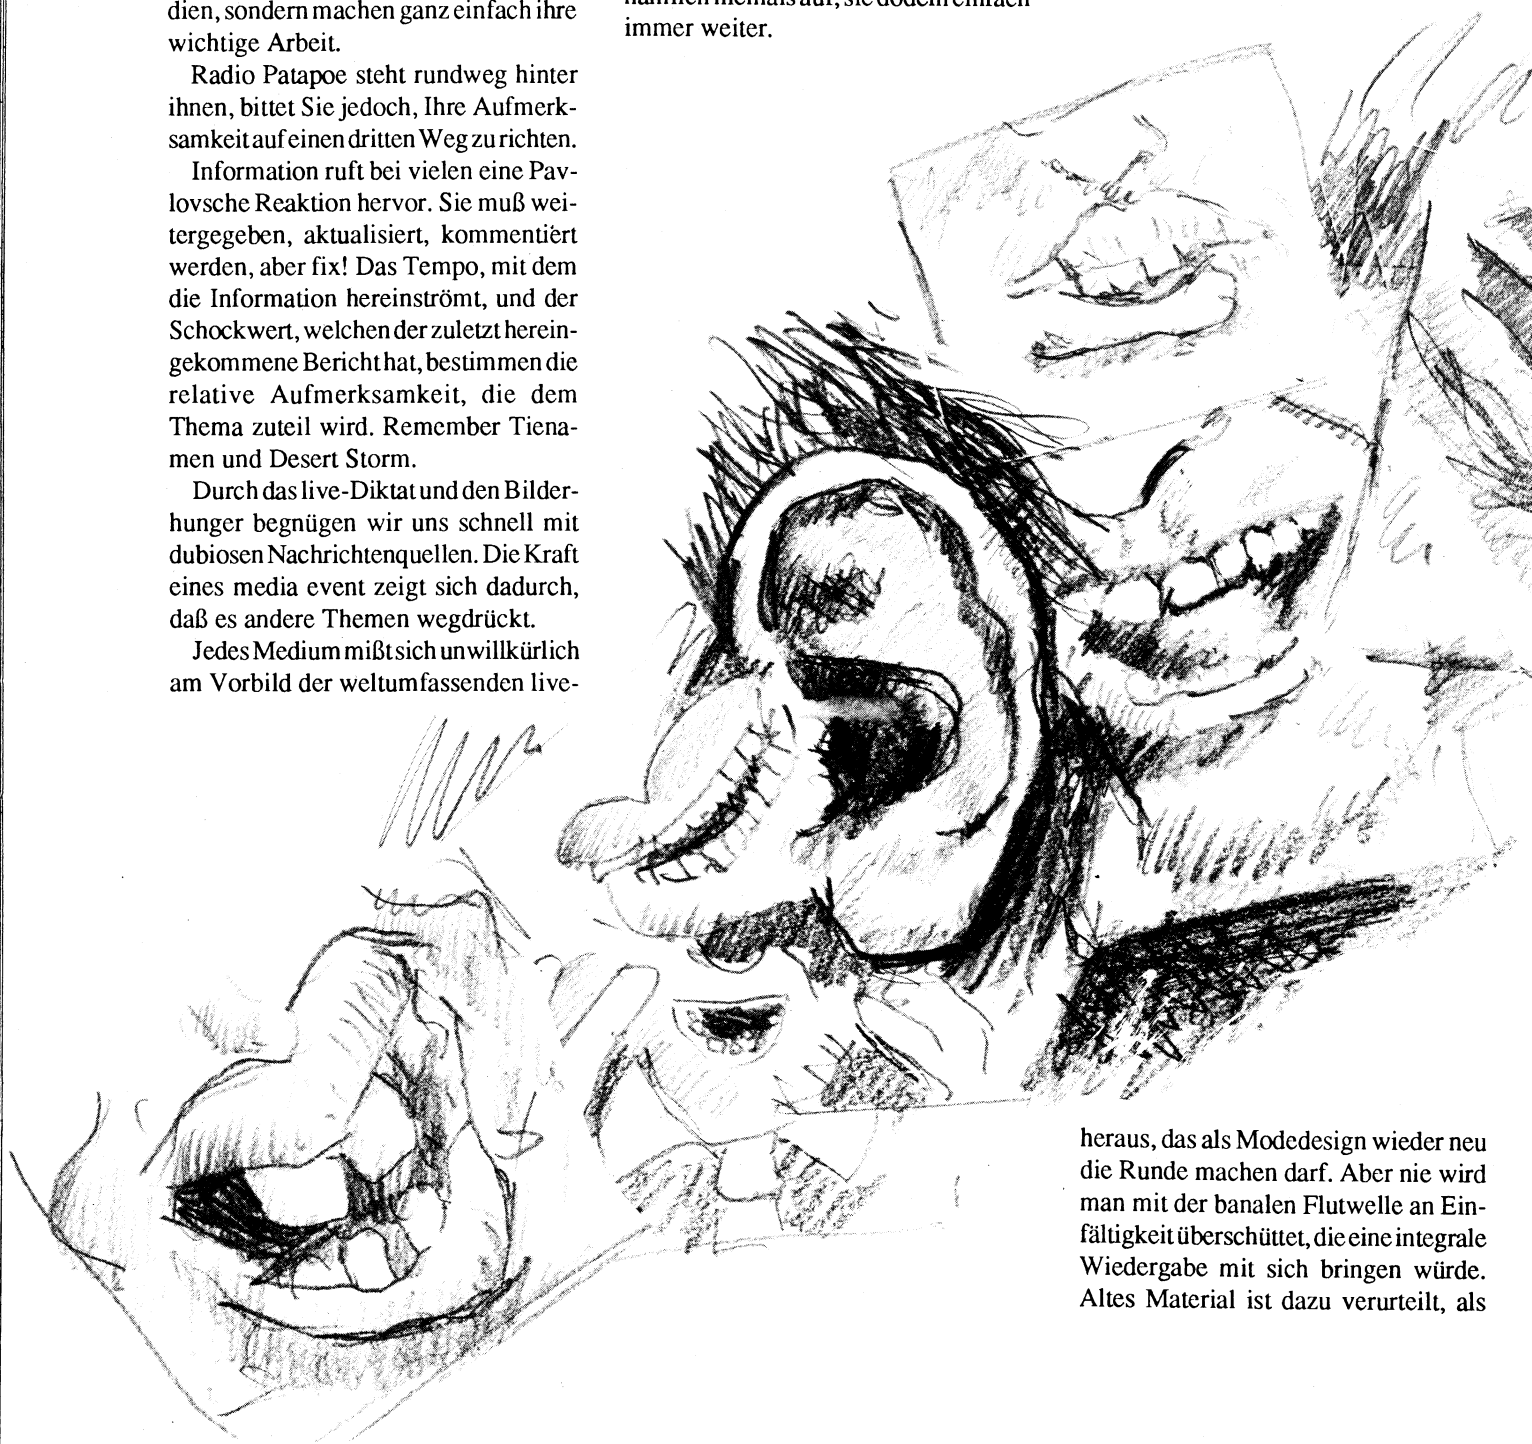 dien, sondern machen ganz einfach ihre
wichtige Arbeit.
Radio Patapoe steht rundweg hinter
ihnen, bittet Sie jedoch, Ihre Aufmerk-
samkeit auf einen dritten Weg zu richten.
Information ruft bei vielen eine Pav-
lovsche Reaktion hervor. Sie muß wei-
tergegeben, aktualisiert, kommentiert
werden, aber fix! Das Tempo, mit dem
die Information hereinströmt, und der
Schockwert, welchen der zuletzt herein-
gekommene Bericht hat, bestimmen die
relative Aufmerksamkeit, die dem
Thema zuteil wird. Remember Tiena-
men und Desert Storm.
Durch das live-Diktat und den Bilder-
hunger begnügen wir uns schnell mit
dubiosen Nachrichtenquellen. Die Kraft
eines media event zeigt sich dadurch,
daß es andere Themen wegdrückt.
Jedes Medium mißt sich unwillkürlich
am Vorbild der weltumfassenden live-
niemals auf, sie dodeln einfach
immer weiter.
heraus, das als Modedesign wieder neu
die Runde machen darf. Aber nie wird
man mit der banalen Flutwelle an Ein-
fältigkeit überschüttet, die eine integrale
Wiedergabe mit sich bringen würde.
Altes Material ist dazu verurteilt, als